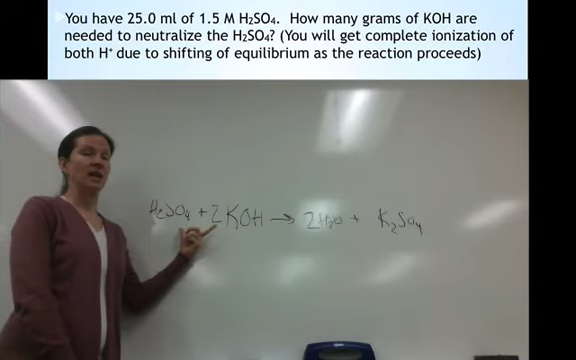 You have 25.0 ml of 1.5 M H₂SO₄. How many grams of KOH are
needed to neutralize the H₂SO₄? (You will get complete ionization of
both H⁺ due to shifting of equilibrium as the reaction proceeds)
H₂SO₄ + 2 KOH → 2H₂O + K₂SO₄